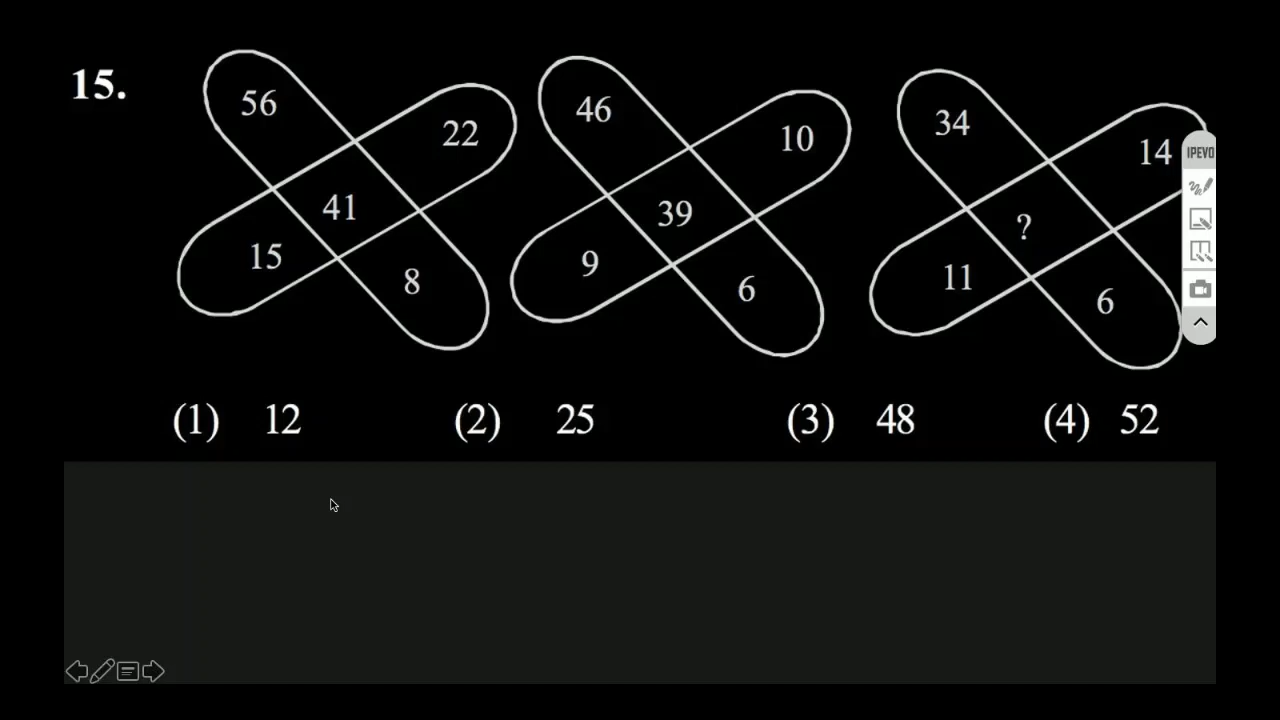 15.
56 22 46 10 34 14
41 39 ?
15 8 9 6 11 6
IPEVO
(1) 12 (2) 25 (3) 48 (4) 52